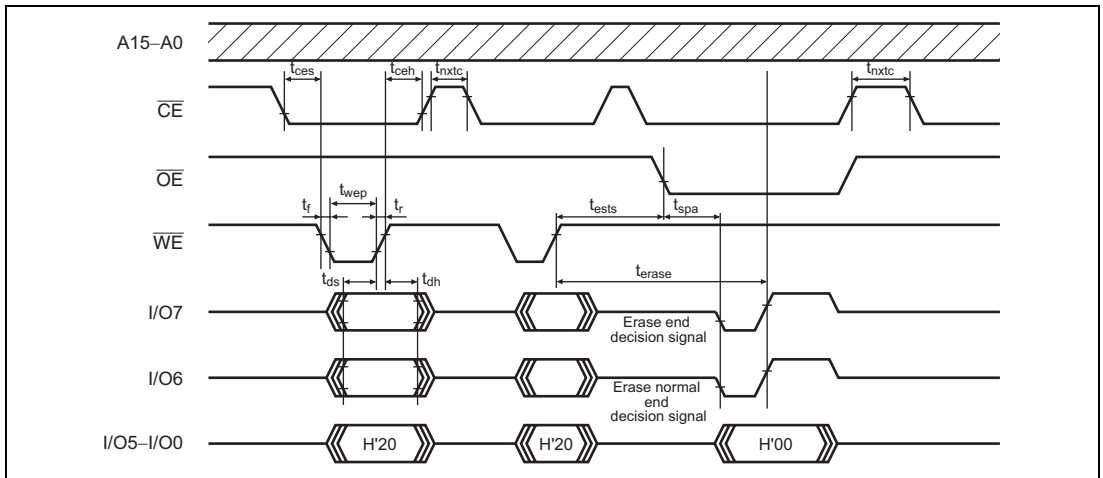 A15–A0
tces
tceh
tnxtc
tnxtc
CE
OE
twep
tests
tspa
tf
tr
WE
tds
tdh
terase
I/O7
Erase end
decision signal
I/O6
Erase normal
end
decision signal
I/O5–I/O0
H'20
H'20
H'00